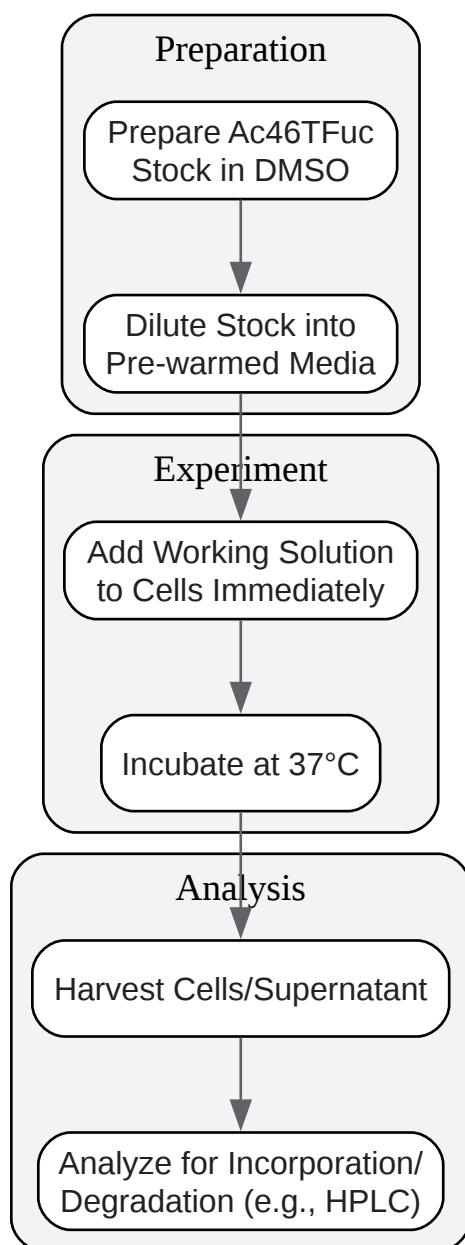 Preparation
Prepare Ac46TFuc
Stock in DMSO
Dilute Stock into
Pre-warmed Media
Experiment
Add Working Solution
to Cells Immediately
Incubate at 37°C
Analysis
Harvest Cells/Supernatant
Analyze for Incorporation/
Degradation (e.g., HPLC)